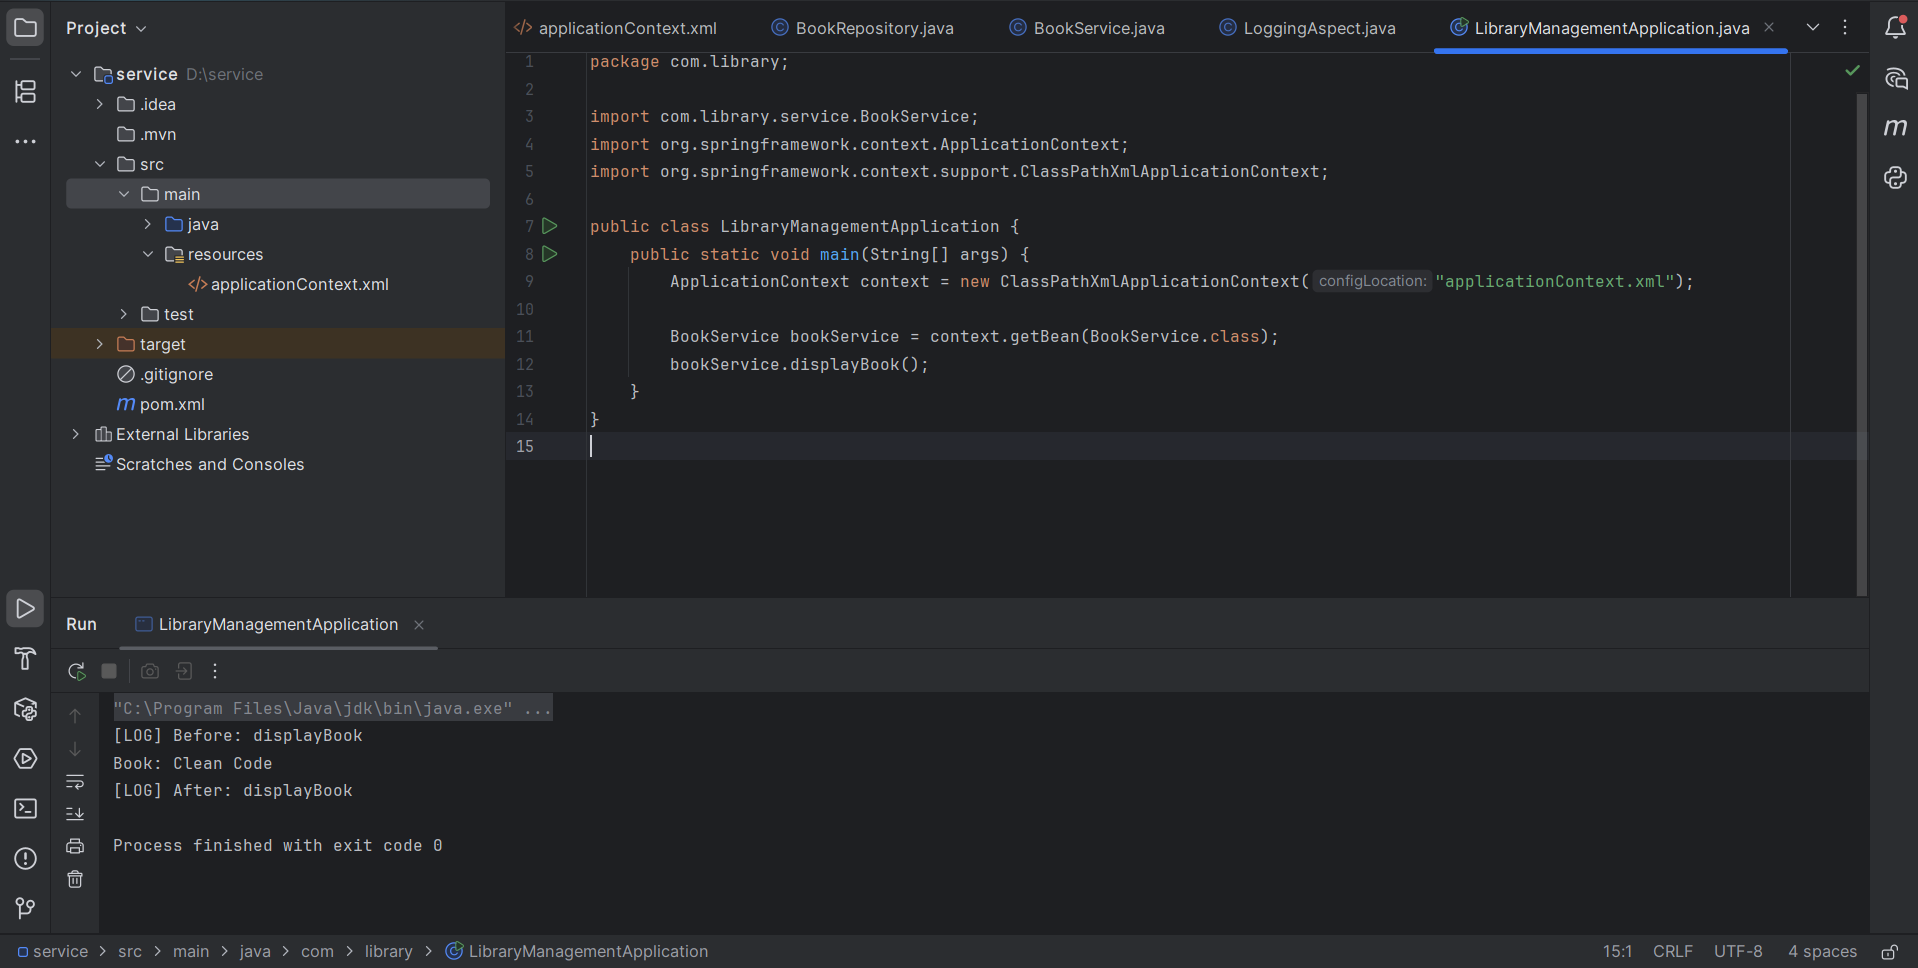 Project
service D:\service
.idea
.mvn
src
main
java
resources
</> applicationContext.xml
test
target
.gitignore
m pom.xml
External Libraries
Scratches and Consoles
</> applicationContext.xml
BookRepository.java
BookService.java
LoggingAspect.java
LibraryManagementApplication.java
1 package com.library;
2
3 import com.library.service.BookService;
4 import org.springframework.context.ApplicationContext;
5 import org.springframework.context.support.ClassPathXmlApplicationContext;
6
7 public class LibraryManagementApplication {
8 public static void main(String[] args) {
9 ApplicationContext context = new ClassPathXmlApplicationContext( configLocation: "applicationContext.xml");
10
11 BookService bookService = context.getBean(BookService.class);
12 bookService.displayBook();
13 }
14 }
15
m
Run LibraryManagementApplication
"C:\Program Files\Java\jdk\bin\java.exe" ...
[LOG] Before: displayBook
Book: Clean Code
[LOG] After: displayBook
Process finished with exit code 0
service > src > main > java > com > library > LibraryManagementApplication
15:1 CRLF UTF-8 4 spaces